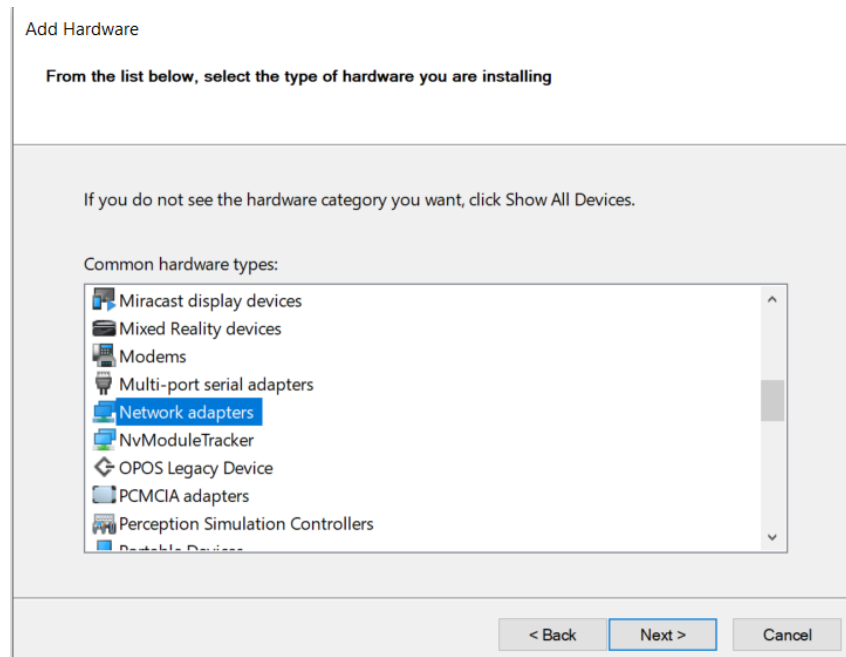 Add Hardware
From the list below, select the type of hardware you are installing
If you do not see the hardware category you want, click Show All Devices.
Common hardware types:
Miracast display devices
Mixed Reality devices
Modems
Multi-port serial adapters
Network adapters
NvModuleTracker
OPOS Legacy Device
PCMCIA adapters
Perception Simulation Controllers
Portable Devices
< Back
Next >
Cancel